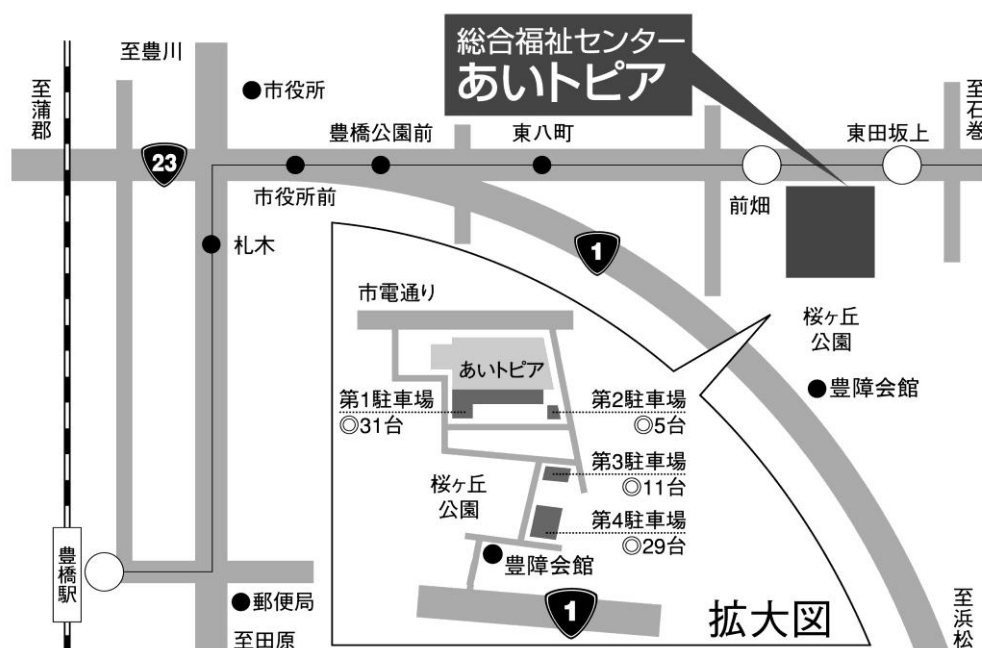 総合福祉センター
あいトピア
至豊川
至蒲郡
市役所
豊橋公園前
東八町
東田坂上
至石巻
23
市役所前
前畑
札木
1
市電通り
桜ヶ丘
公園
あいトピア
第1駐車場
◎31台
第2駐車場
◎5台
豊障会館
第3駐車場
◎11台
桜ヶ丘
公園
第4駐車場
◎29台
豊障会館
豊橋駅
郵便局
1
拡大図
至浜松
至田原